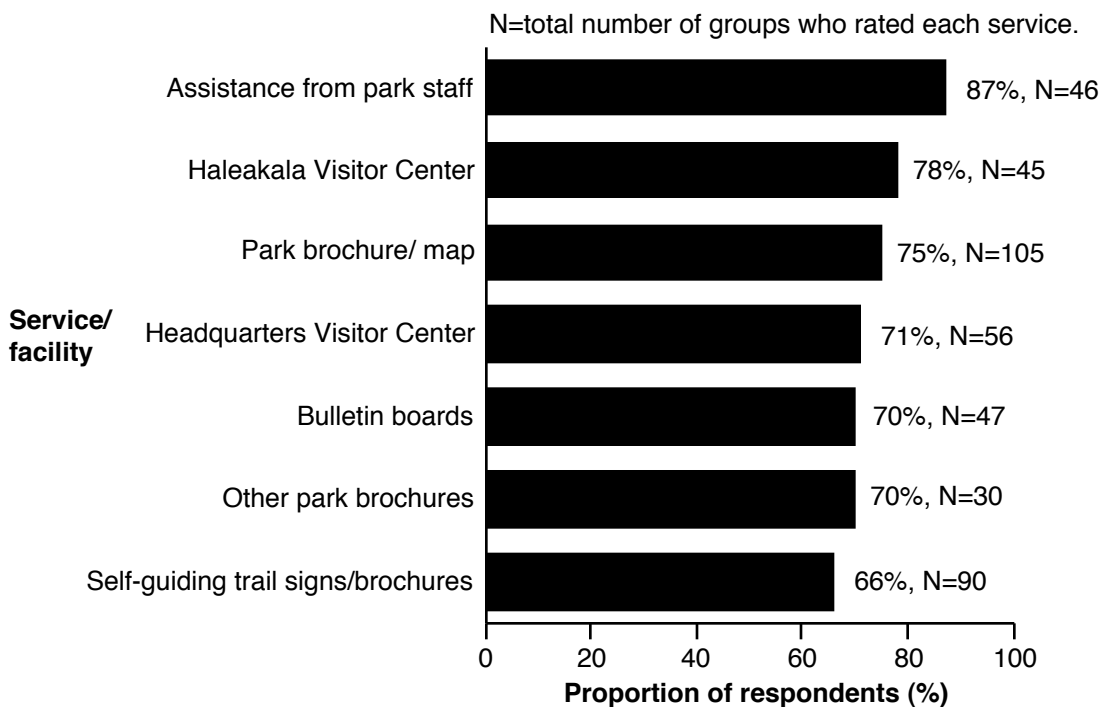 N=total number of groups who rated each service.
Assistance from park staff 87%, N=46
Haleakala Visitor Center 78%, N=45
Park brochure/ map 75%, N=105
Service/
facility
Headquarters Visitor Center 71%, N=56
Bulletin boards 70%, N=47
Other park brochures 70%, N=30
Self-guiding trail signs/brochures 66%, N=90
0 20 40 60 80 100
Proportion of respondents (%)